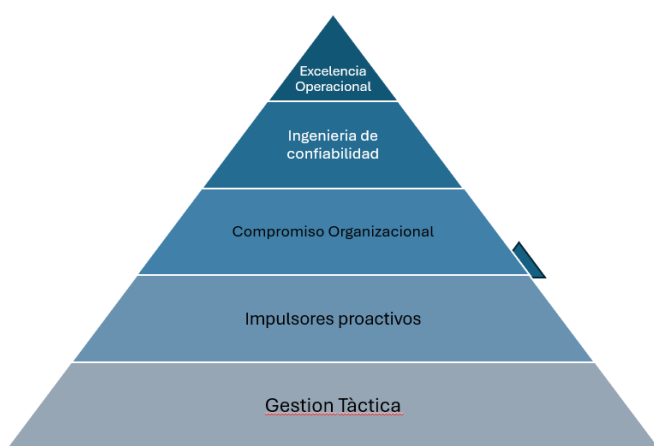 Excelencia
Operacional
Ingenieria de
confiabilidad
Compromiso Organizacional
Impulsores proactivos
Gestion Tàctica